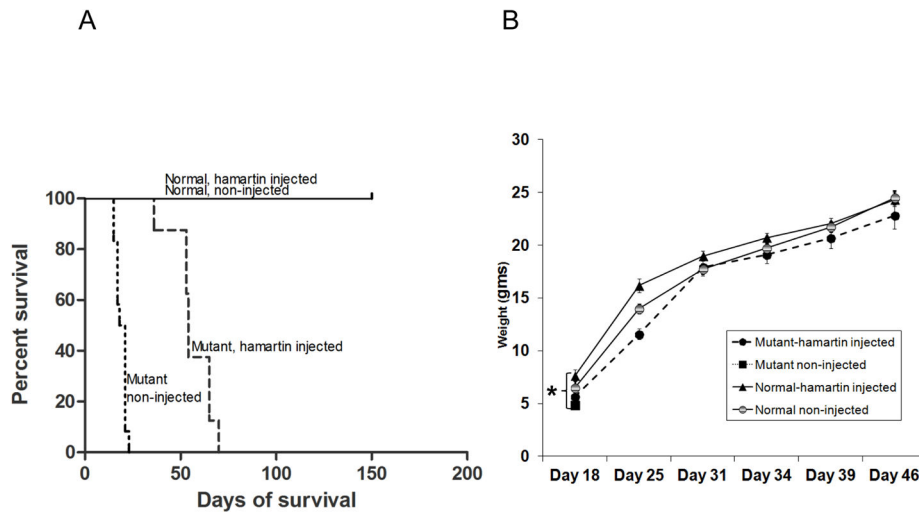 A
Normal, hamartin injected
Normal, non-injected
100
80
60
40
20
0
Percent survival
Mutant, hamartin injected
Mutant
non-injected
0 50 100 150 200
Days of survival
B
30
25
20
15
10
5
0
Weight (gms)
*
Mutant-hamartin injected
Mutant non-injected
Normal-hamartin injected
Normal non-injected
Day 18 Day 25 Day 31 Day 34 Day 39 Day 46